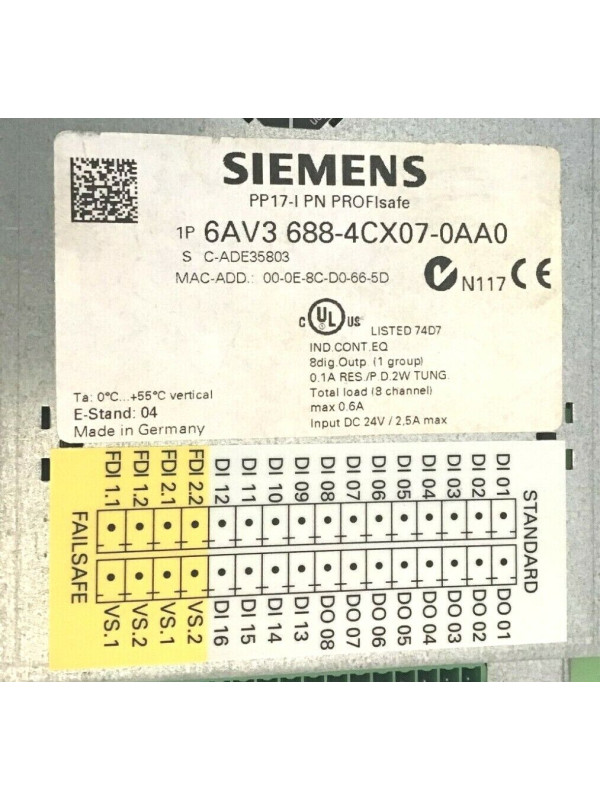 SIEMENS
PP17-I PN PROFIsafe
1P 6AV3 688-4CX07-0AA0
S C-ADE35803
MAC-ADD.: 00-0E-8C-D0-66-5D
N117 CE
C UL US
LISTED 74D7
IND.CONT.EQ
8dig.Outp (1 group)
0.1A RES./P.D.2W TUNG.
Total load (8 channel)
max 0.6A
Input DC 24V / 2,5A max
Ta: 0°C...+55°C vertical
E-Stand: 04
Made in Germany
FDI 1.1 FDI 1.2 FDI 2.1 FDI 2.2 DI 12 DI 11 DI 10 DI 09 DI 08 DI 07 DI 06 DI 05 DI 04 DI 03 DI 02 DI 01
FAILSAFE
STANDARD
VS.1 VS.2 VS.1 VS.2 DI 16 DI 15 DI 14 DI 13 DO 08 DO 07 DO 06 DO 05 DO 04 DO 03 DO 02 DO 01